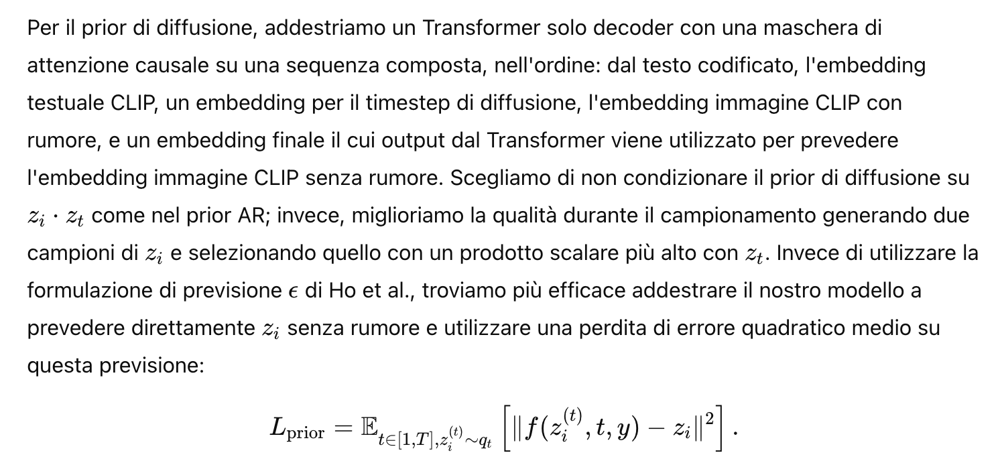 Per il prior di diffusione, addestriamo un Transformer solo decoder con una maschera di
attenzione causale su una sequenza composta, nell'ordine: dal testo codificato, l'embedding
testuale CLIP, un embedding per il timestep di diffusione, l'embedding immagine CLIP con
rumore, e un embedding finale il cui output dal Transformer viene utilizzato per prevedere
l'embedding immagine CLIP senza rumore. Scegliamo di non condizionare il prior di diffusione su
$z_i \cdot z_t$ come nel prior AR; invece, miglioriamo la qualità durante il campionamento generando due
campioni di $z_i$ e selezionando quello con un prodotto scalare più alto con $z_t$. Invece di utilizzare la
formulazione di previsione $\epsilon$ di Ho et al., troviamo più efficace addestrare il nostro modello a
prevedere direttamente $z_i$ senza rumore e utilizzare una perdita di errore quadratico medio su
questa previsione:
$L_{\text{prior}} = \mathbb{E}_{t \in [1,T], z_i^{(t)} \sim q_t} \left[ \| f(z_i^{(t)}, t, y) - z_i \|^2 \right].$